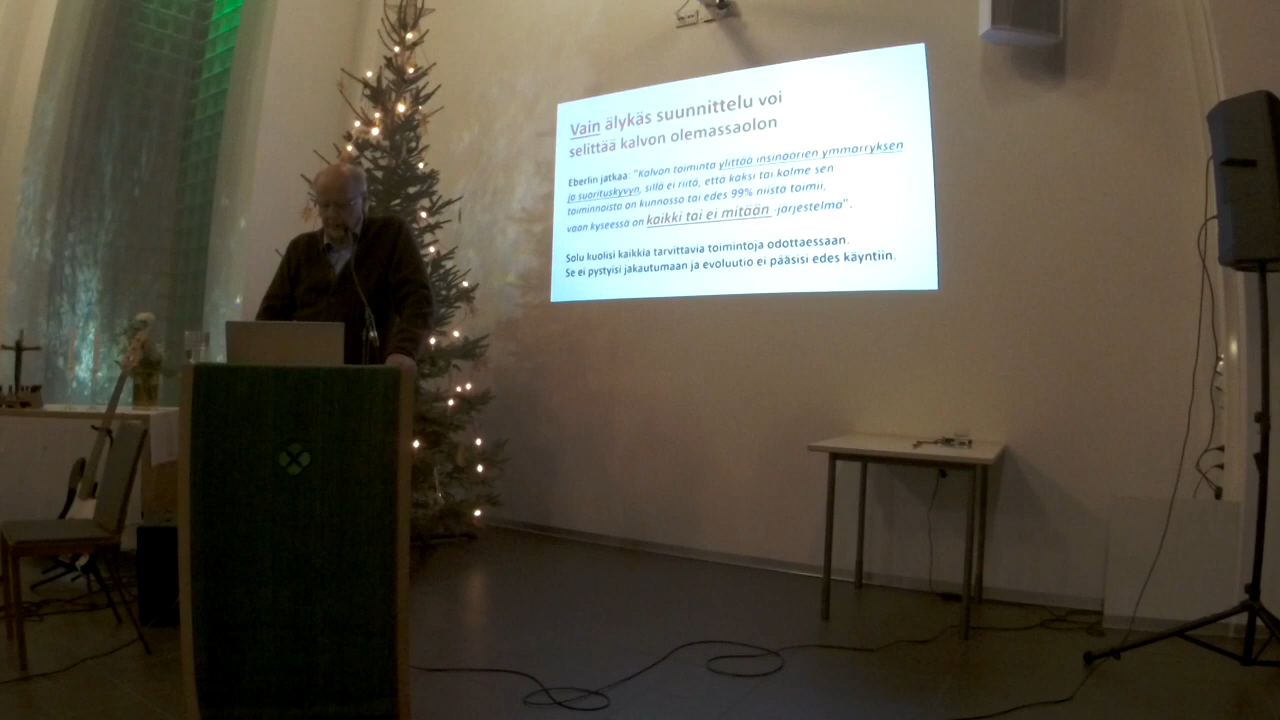 Vain älykäs suunnittelu voi
selittää kalvon olemassaolon
Eberlin jatkaa: "Kalvon toiminta ylittää insinöörien ymmärryksen
ja suorituskyvyn, sillä ei riitä, että kaksi tai kolme sen
toiminnoista on kunnossa tai edes 99% niistä toimii,
vaan kyseessä on kaikki tai ei mitään -järjestelmä".
Solu kuolisi kaikkia tarvittavia toimintoja odottaessaan.
Se ei pystyisi jakautumaan ja evoluutio ei pääsisi edes käyntiin.